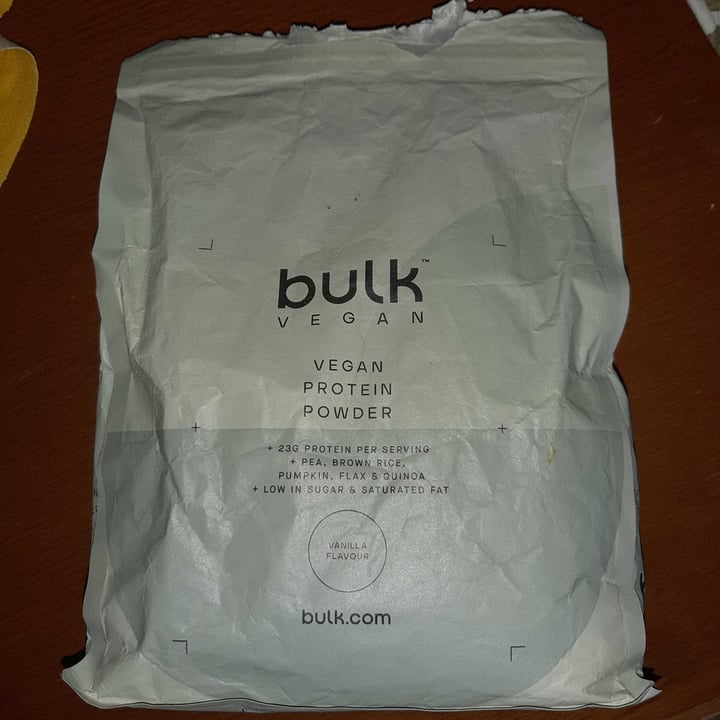 bulk™
VEGAN
VEGAN
PROTEIN
POWDER
+ 23G PROTEIN PER SERVING
+ PEA, BROWN RICE,
PUMPKIN, FLAX & QUINOA
+ LOW IN SUGAR & SATURATED FAT
VANILLA
FLAVOUR
bulk.com